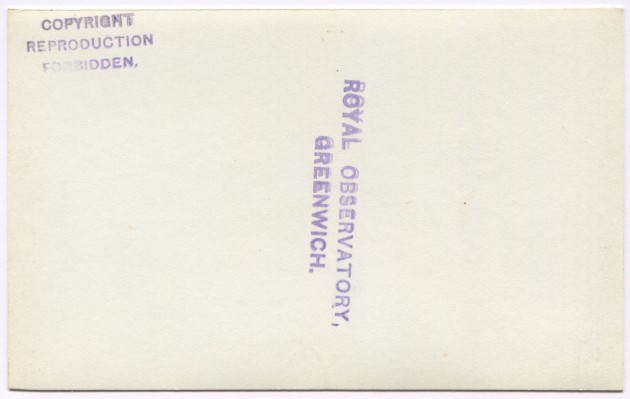 COPYRIGHT
REPRODUCTION
FORBIDDEN.
ROYAL OBSERVATORY,
GREENWICH.